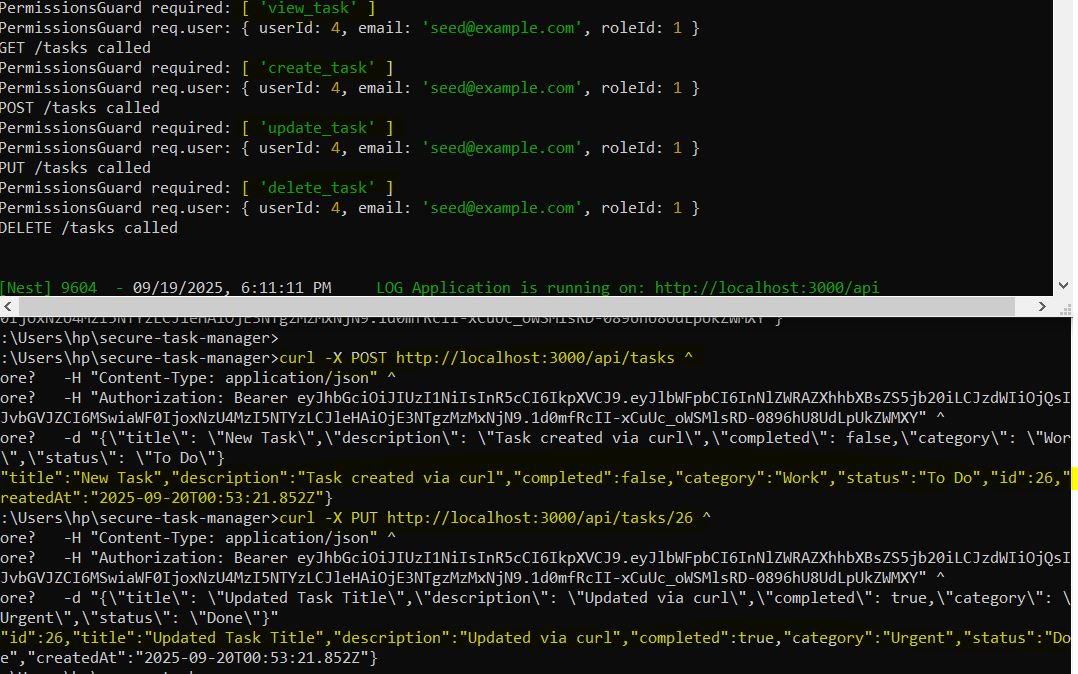 PermissionsGuard required: [ 'view_task' ]
PermissionsGuard req.user: { userId: 4, email: 'seed@example.com', roleId: 1 }
GET /tasks called
PermissionsGuard required: [ 'create_task' ]
PermissionsGuard req.user: { userId: 4, email: 'seed@example.com', roleId: 1 }
POST /tasks called
PermissionsGuard required: [ 'update_task' ]
PermissionsGuard req.user: { userId: 4, email: 'seed@example.com', roleId: 1 }
PUT /tasks called
PermissionsGuard required: [ 'delete_task' ]
PermissionsGuard req.user: { userId: 4, email: 'seed@example.com', roleId: 1 }
DELETE /tasks called
[Nest] 9604  - 09/19/2025, 6:11:11 PM     LOG Application is running on: http://localhost:3000/api
:\Users\hp\secure-task-manager>
:\Users\hp\secure-task-manager>curl -X POST http://localhost:3000/api/tasks ^
ore?   -H "Content-Type: application/json" ^
ore?   -H "Authorization: Bearer eyJhbGciOiJIUzI1NiIsInR5cCI6IkpXVCJ9.eyJlbWFpbCI6InNlZWRAZXhhbXBsZS5jb20iLCJzdWIiOjQsI
JvbGVJZCI6MSwiaWF0IjoxNzU4MzI5NTYzLCJleHAiOjE3NTgzMzMxNjN9.1d0mfRcII-xCuUc_oWSMlsRD-0896hU8UdLpUkZWMXY" ^
ore?   -d "{\"title\": \"New Task\",\"description\": \"Task created via curl\",\"completed\": false,\"category\": \"Wor
\",\"status\": \"To Do\"}
"title":"New Task","description":"Task created via curl","completed":false,"category":"Work","status":"To Do","id":26,"
reatedAt":"2025-09-20T00:53:21.852Z"}
:\Users\hp\secure-task-manager>curl -X PUT http://localhost:3000/api/tasks/26 ^
ore?   -H "Content-Type: application/json" ^
ore?   -H "Authorization: Bearer eyJhbGciOiJIUzI1NiIsInR5cCI6IkpXVCJ9.eyJlbWFpbCI6InNlZWRAZXhhbXBsZS5jb20iLCJzdWIiOjQsI
JvbGVJZCI6MSwiaWF0IjoxNzU4MzI5NTYzLCJleHAiOjE3NTgzMzMxNjN9.1d0mfRcII-xCuUc_oWSMlsRD-0896hU8UdLpUkZWMXY" ^
ore?   -d "{\"title\": \"Updated Task Title\",\"description\": \"Updated via curl\",\"completed\": true,\"category\": \
Urgent\",\"status\": \"Done\"}"
"id":26,"title":"Updated Task Title","description":"Updated via curl","completed":true,"category":"Urgent","status":"Do
e","createdAt":"2025-09-20T00:53:21.852Z"}